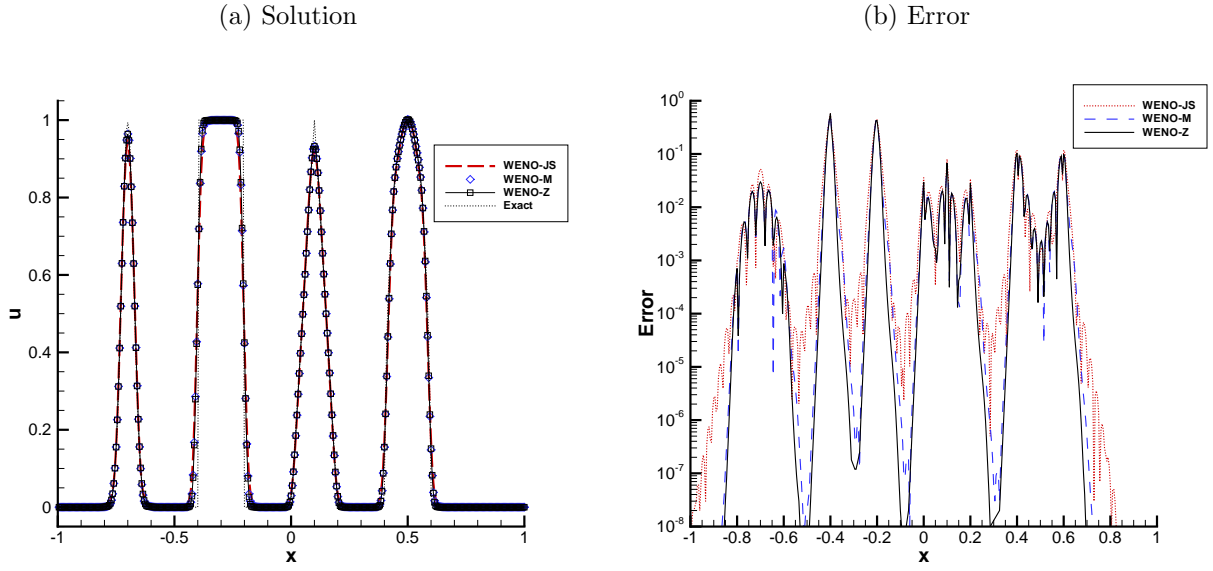 (a) Solution
(b) Error
u
1
0.8
0.6
0.4
0.2
0
-1
-0.5
0
0.5
1
x
WENO-JS
WENO-M
WENO-Z
Exact
Error
10^0
10^-1
10^-2
10^-3
10^-4
10^-5
10^-6
10^-7
10^-8
-1
-0.8
-0.6
-0.4
-0.2
0
0.2
0.4
0.6
0.8
1
x
WENO-JS
WENO-M
WENO-Z